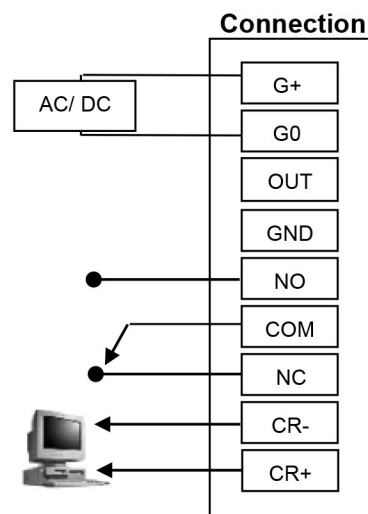 Connection
AC/ DC
G+
G0
OUT
GND
NO
COM
NC
CR-
CR+